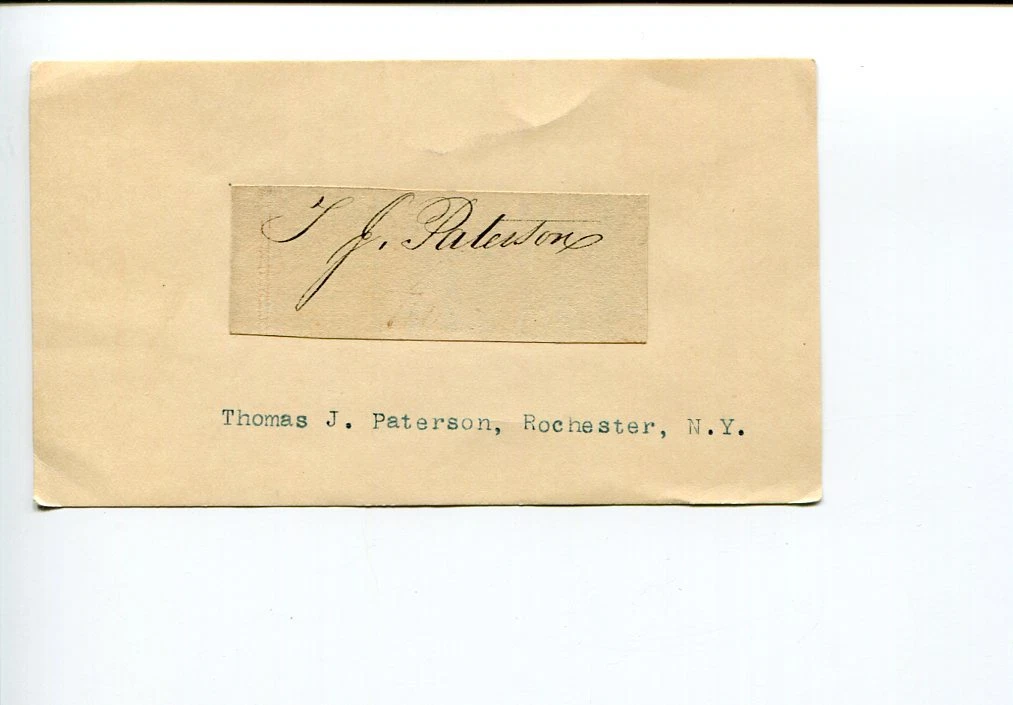 T J. Paterson
Thomas J. Paterson, Rochester, N.Y.